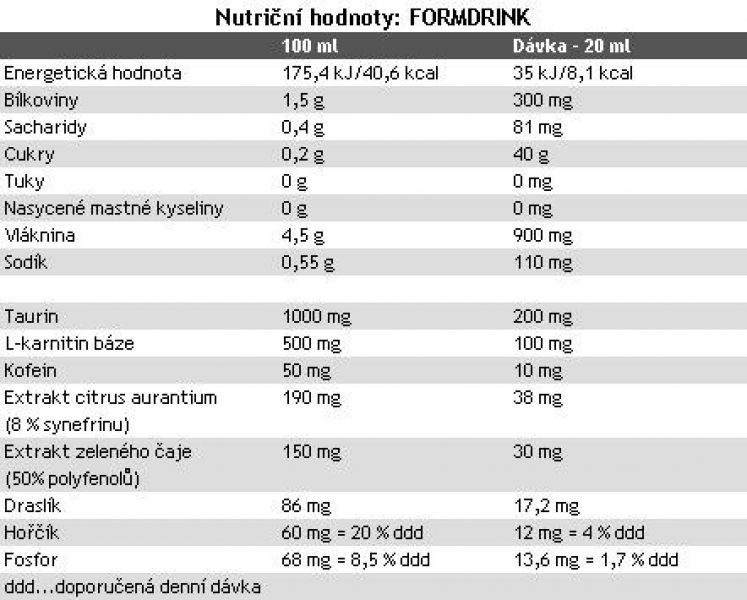 Nutriční hodnoty: FORMDRINK
100 ml Dávka - 20 ml
Energetická hodnota 175,4 kJ/40,6 kcal 35 kJ/8,1 kcal
Bílkoviny 1,5 g 300 mg
Sacharidy 0,4 g 81 mg
Cukry 0,2 g 40 g
Tuky 0 g 0 mg
Nasycené mastné kyseliny 0 g 0 mg
Vláknina 4,5 g 900 mg
Sodík 0,55 g 110 mg
Taurin 1000 mg 200 mg
L-karnitin báze 500 mg 100 mg
Kofein 50 mg 10 mg
Extrakt citrus aurantium 190 mg 38 mg
(8 % synefrinu)
Extrakt zeleného čaje 150 mg 30 mg
(50% polyfenolů)
Draslík 86 mg 17,2 mg
Hořčík 60 mg = 20 % ddd 12 mg = 4 % ddd
Fosfor 68 mg = 8,5 % ddd 13,6 mg = 1,7 % ddd
ddd...doporučená denní dávka